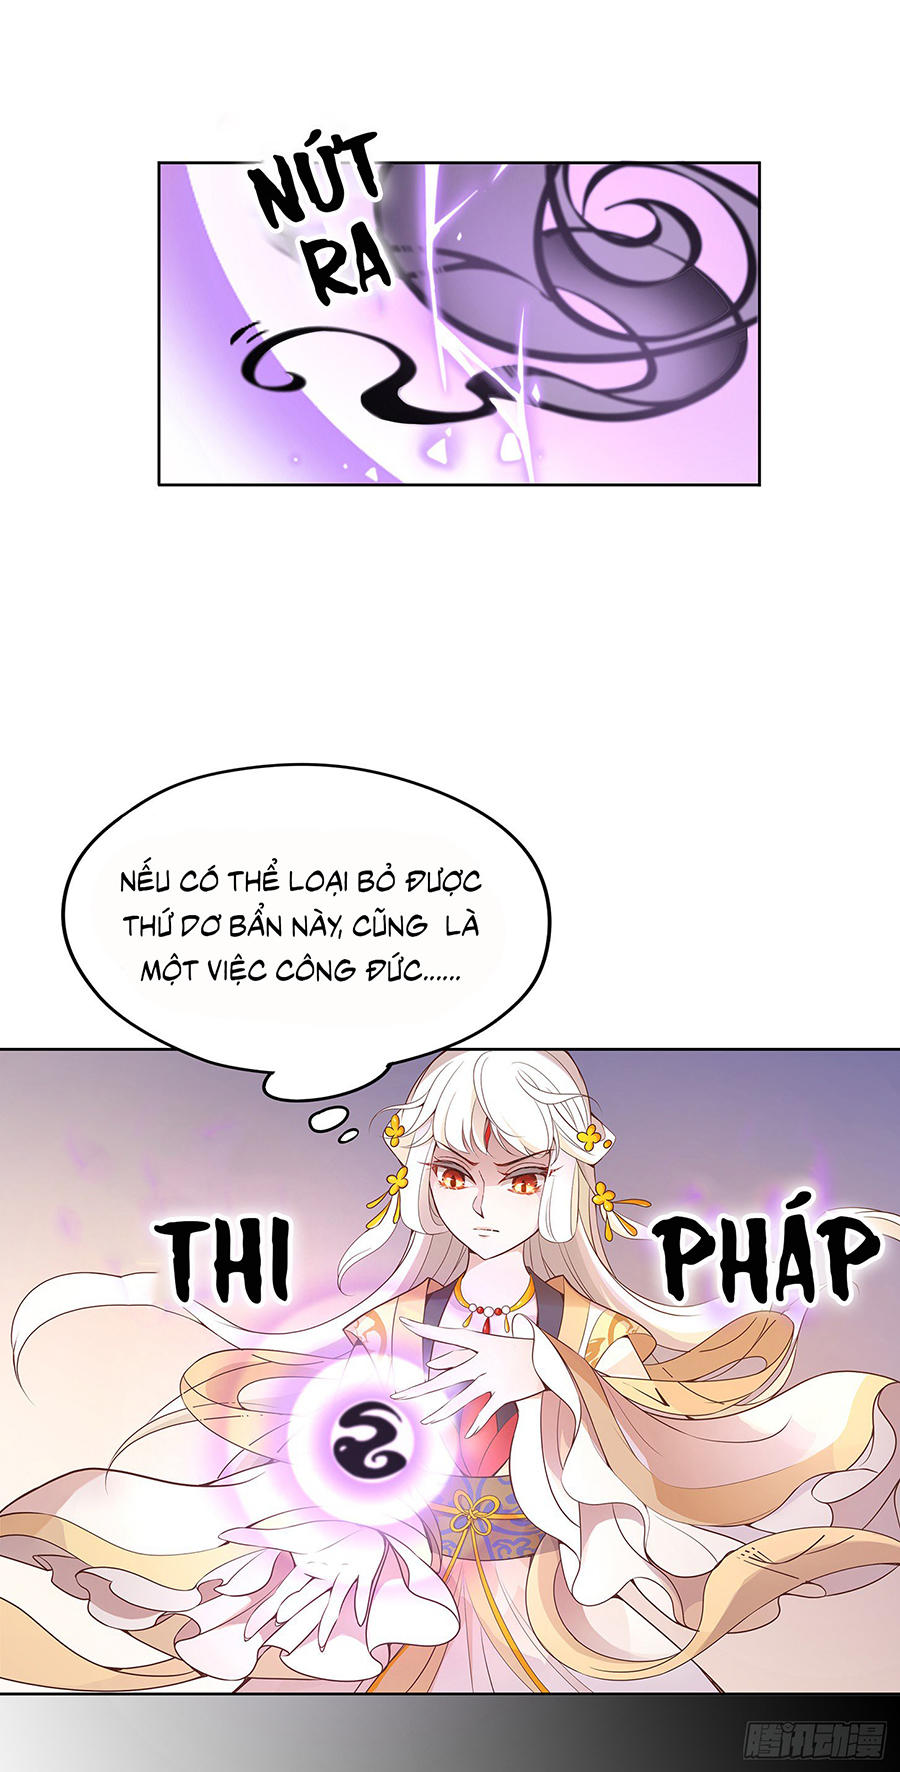 NỨT
RA
NẾU CÓ THỂ LOẠI BỎ ĐƯỢC
THỨ DƠ BẨN NÀY, CŨNG LÀ
MỘT VIỆC CÔNG ĐỨC......
THI PHÁP
腾讯动漫